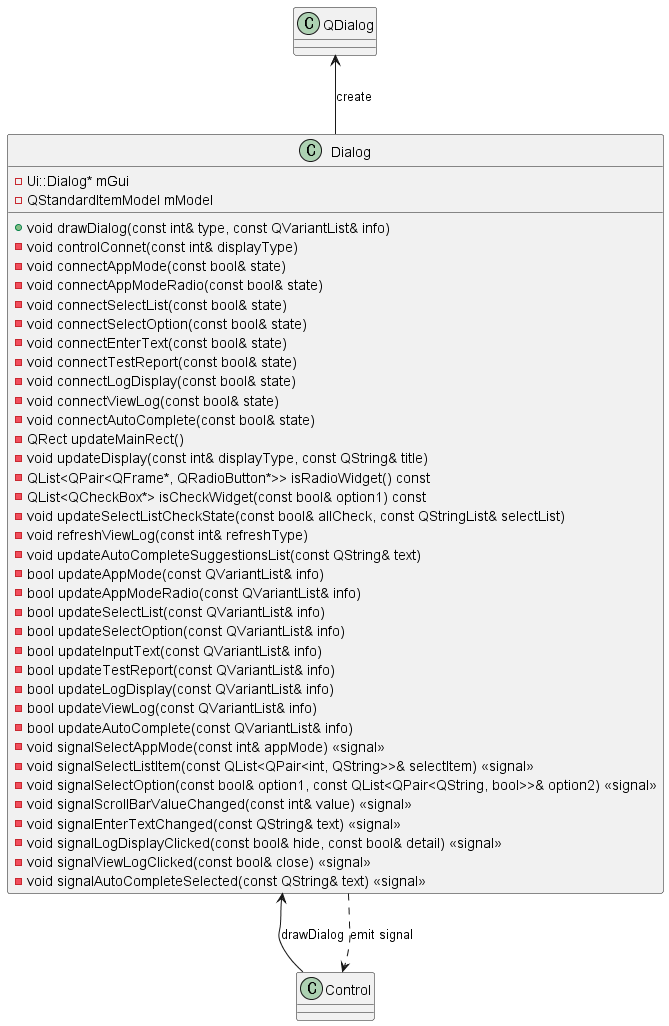 C QDialog
create
C Dialog
Ui::Dialog* mGui
QStandardItemModel mModel
void drawDialog(const int& type, const QVariantList& info)
void controlConnet(const int& displayType)
void connectAppMode(const bool& state)
void connectAppModeRadio(const bool& state)
void connectSelectList(const bool& state)
void connectSelectOption(const bool& state)
void connectEnterText(const bool& state)
void connectTestReport(const bool& state)
void connectLogDisplay(const bool& state)
void connectViewLog(const bool& state)
void connectAutoComplete(const bool& state)
QRect updateMainRect()
void updateDisplay(const int& displayType, const QString& title)
QList<QPair<QFrame*, QRadioButton*>> isRadioWidget() const
QList<QCheckBox*> isCheckWidget(const bool& option1) const
void updateSelectListCheckState(const bool& allCheck, const QStringList& selectList)
void refreshViewLog(const int& refreshType)
void updateAutoCompleteSuggestionsList(const QString& text)
bool updateAppMode(const QVariantList& info)
bool updateAppModeRadio(const QVariantList& info)
bool updateSelectList(const QVariantList& info)
bool updateSelectOption(const QVariantList& info)
bool updateInputText(const QVariantList& info)
bool updateTestReport(const QVariantList& info)
bool updateLogDisplay(const QVariantList& info)
bool updateViewLog(const QVariantList& info)
bool updateAutoComplete(const QVariantList& info)
void signalSelectAppMode(const int& appMode) «signal»
void signalSelectListItem(const QList<QPair<int, QString>>& selectItem) «signal»
void signalSelectOption(const bool& option1, const QList<QPair<QString, bool>>& option2) «signal»
void signalScrollBarValueChanged(const int& value) «signal»
void signalEnterTextChanged(const QString& text) «signal»
void signalLogDisplayClicked(const bool& hide, const bool& detail) «signal»
void signalViewLogClicked(const bool& close) «signal»
void signalAutoCompleteSelected(const QString& text) «signal»
drawDialog emit signal
C Control